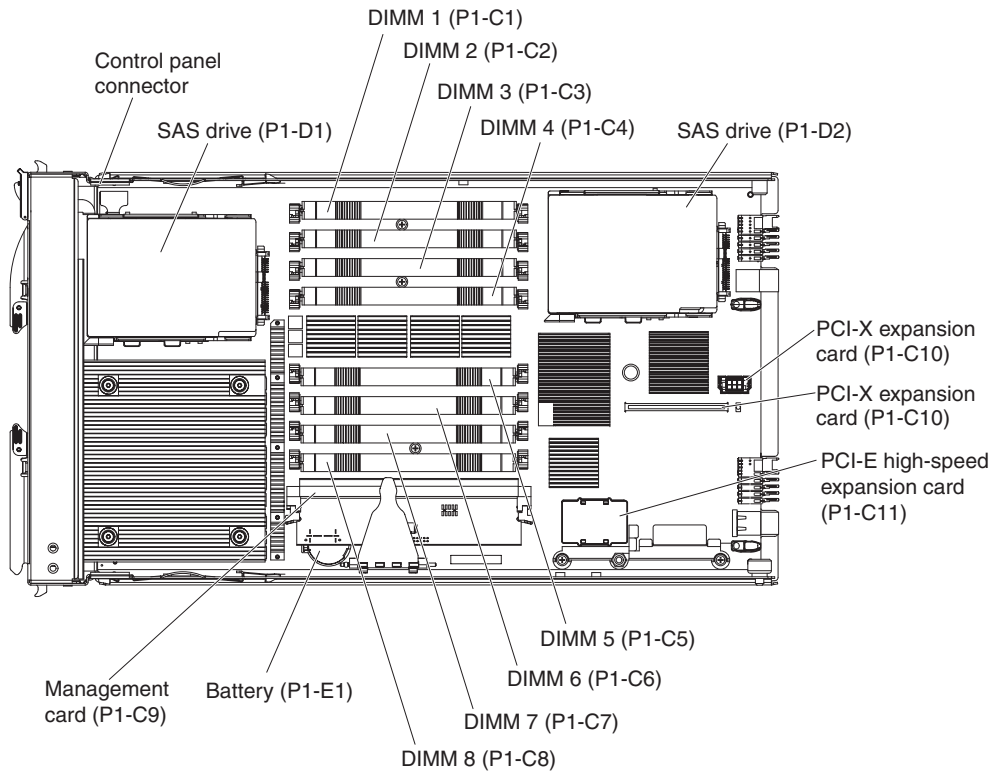 DIMM 1 (P1-C1)
DIMM 2 (P1-C2)
Control panel
connector
DIMM 3 (P1-C3)
SAS drive (P1-D1)
DIMM 4 (P1-C4)
SAS drive (P1-D2)
PCI-X expansion
card (P1-C10)
PCI-X expansion
card (P1-C10)
PCI-E high-speed
expansion card
(P1-C11)
DIMM 5 (P1-C5)
DIMM 6 (P1-C6)
Management
card (P1-C9)
Battery (P1-E1)
DIMM 7 (P1-C7)
DIMM 8 (P1-C8)